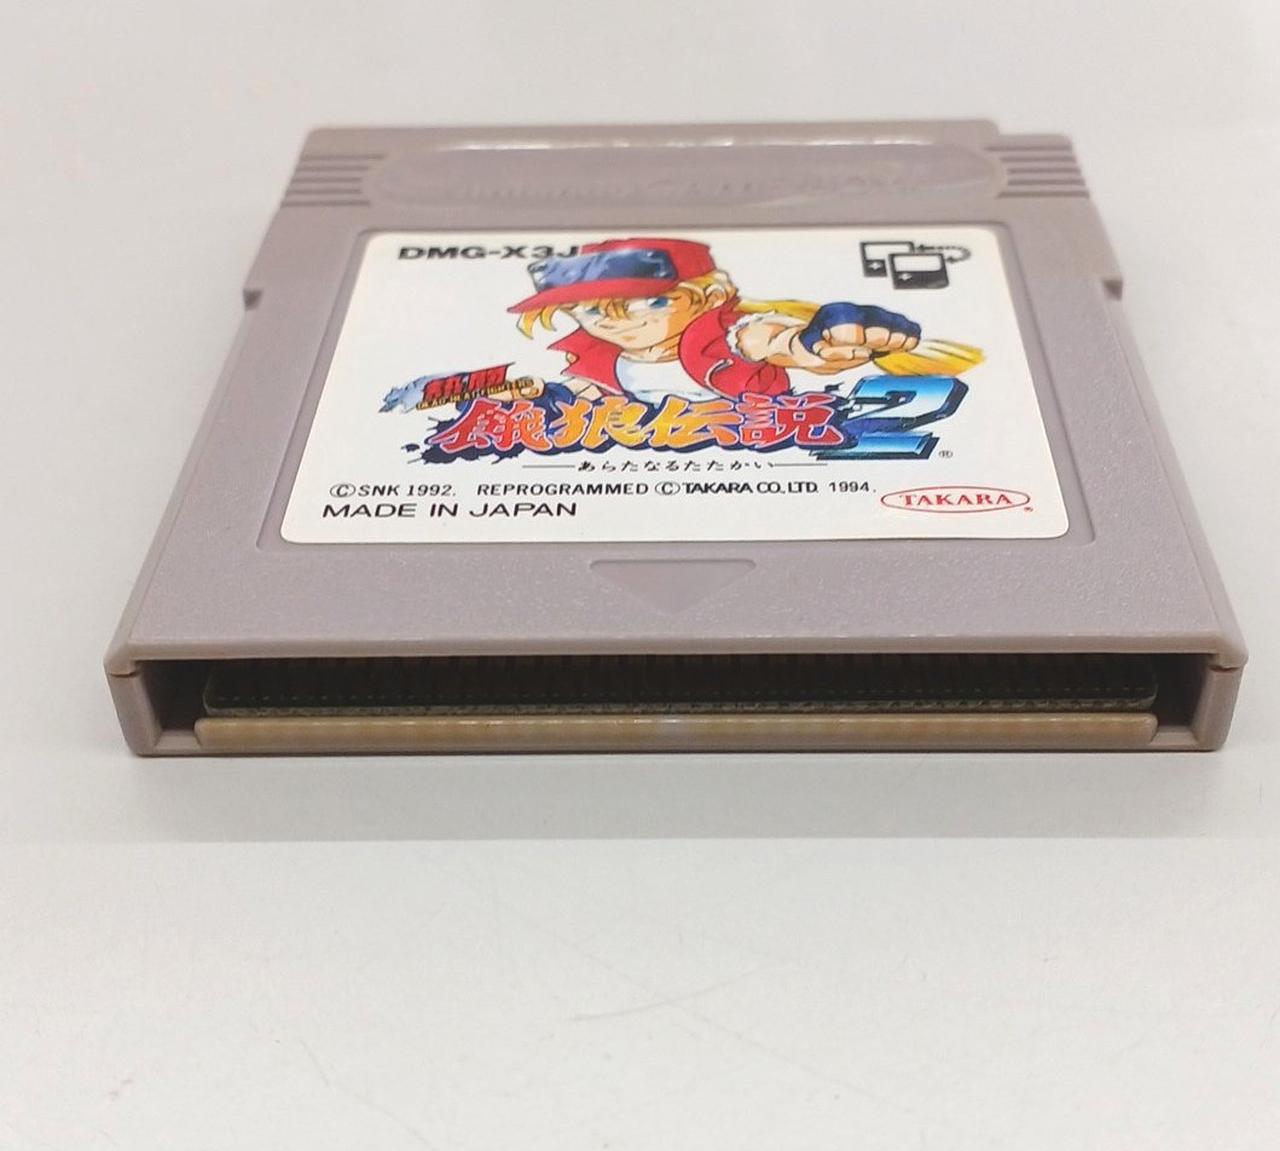 DMG-X3J
熱闘
餓狼伝説2®
あらたなるたたかい
©SNK 1992. REPROGRAMMED ©TAKARA CO.,LTD. 1994.
TAKARA®
MADE IN JAPAN